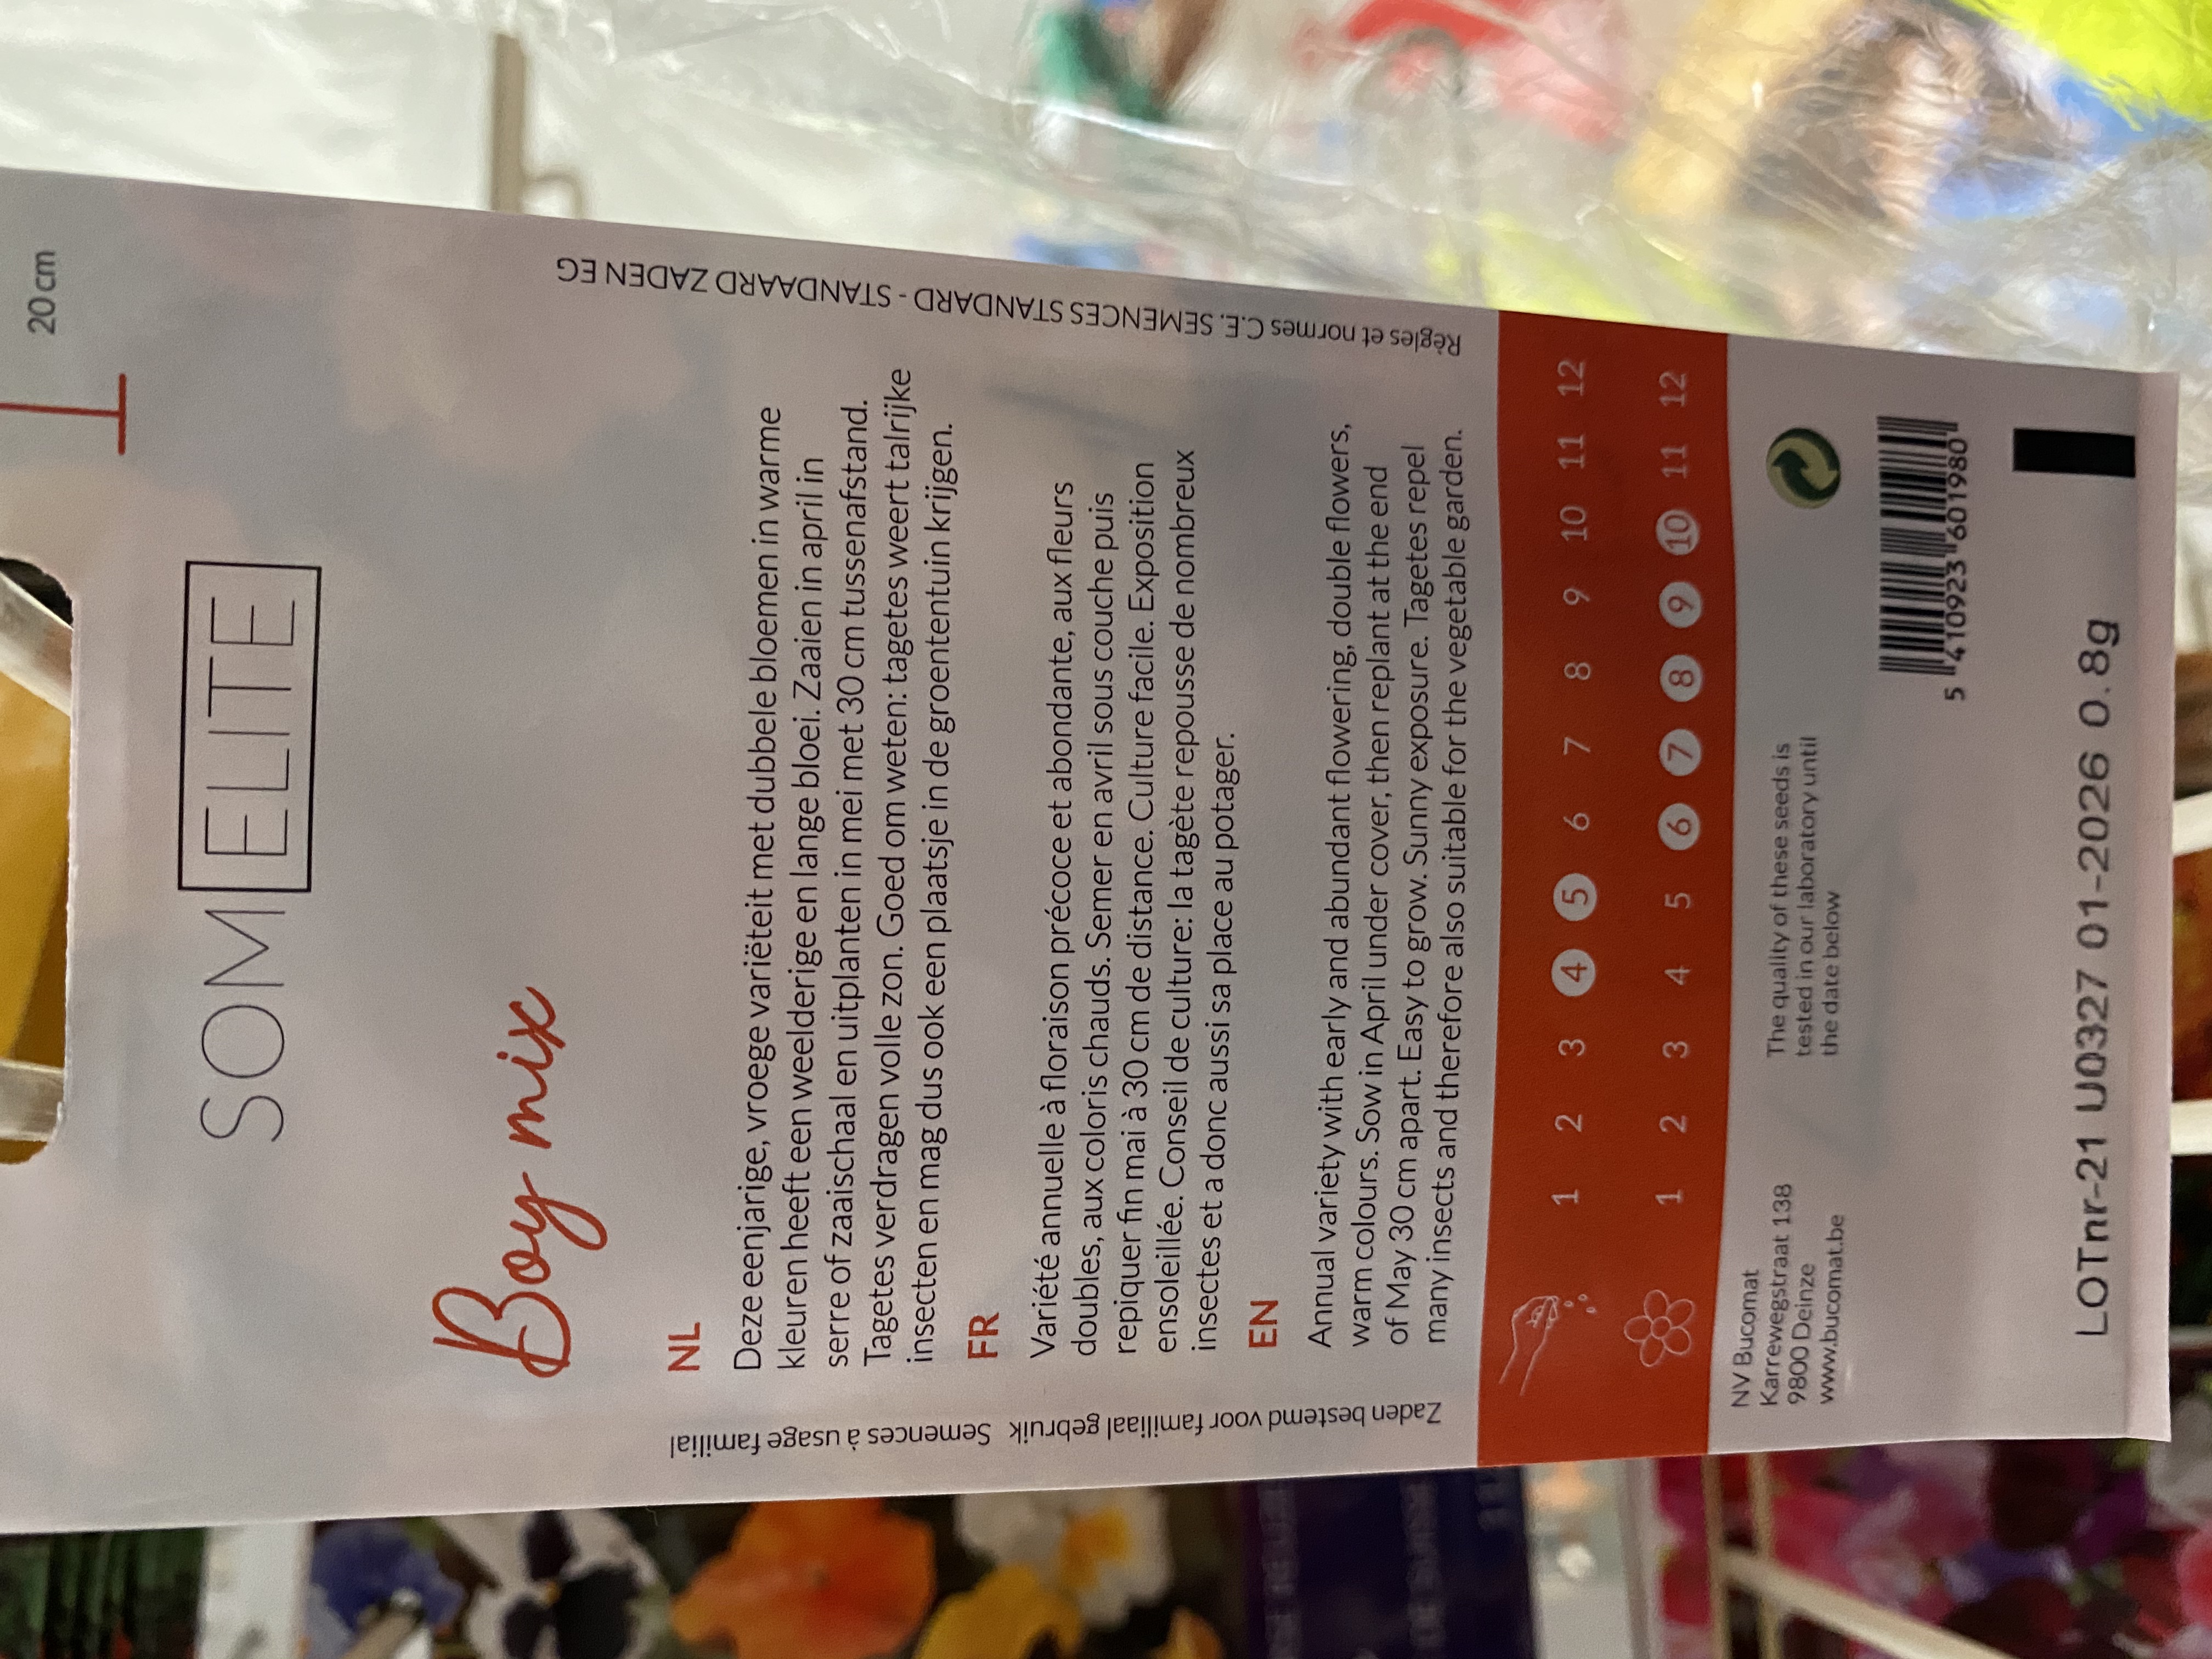 20 cm
SOM ELITE
Boy mix
NL
Deze eenjarige, vroege variëteit met dubbele bloemen in warme
kleuren heeft een weelderige en lange bloei. Zaaien in april in
serre of zaaischaal en uitplanten in mei met 30 cm tussenafstand.
Tagetes verdragen volle zon. Goed om weten: tagetes weert talrijke
insecten en mag dus ook een plaatsje in de groentetuin krijgen.
FR
Variété annuelle à floraison précoce et abondante, aux fleurs
doubles, aux coloris chauds. Semer en avril sous couche puis
repiquer fin mai à 30 cm de distance. Culture facile. Exposition
ensoleillée. Conseil de culture: la tagète repousse de nombreux
insectes et a donc aussi sa place au potager.
EN
Annual variety with early and abundant flowering, double flowers,
warm colours. Sow in April under cover, then replant at the end
of May 30 cm apart. Easy to grow. Sunny exposure. Tagetes repel
many insects and therefore also suitable for the vegetable garden.
Zaden bestemd voor familiaal gebruik Semences à usage familial
Règles et normes C.E. SEMENCES STANDARD - STANDAARD ZADEN EG
1 2 3 4 5 6 7 8 9 10 11 12
1 2 3 4 5 6 7 8 9 10 11 12
NV Bucomat
Karrewegstraat 138
9800 Deinze
www.bucomat.be
The quality of these seeds is
tested in our laboratory until
the date below
5 410923 601980
LOTnr-21 U0327 01-2026 0.8g